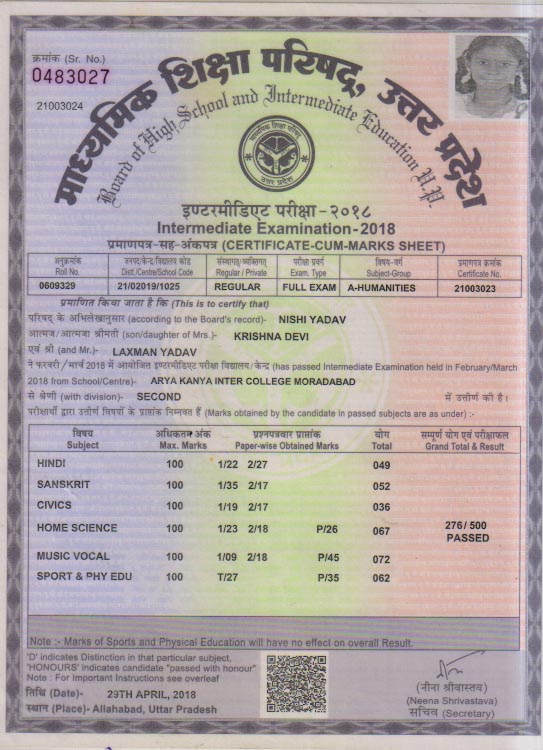 क्रमांक (Sr. No.)
0483027
21003024
माध्यमिक शिक्षा परिषद्, उत्तर प्रदेश
Board of High School and Intermediate Education U.P.
माध्यमिक शिक्षा परिषद्
उत्तर प्रदेश
इण्टरमीडिएट परीक्षा-२०१८
Intermediate Examination-2018
प्रमाणपत्र-सह-अंकपत्र (CERTIFICATE-CUM-MARKS SHEET)
अनुक्रमांक जनपद/केन्द्र/विद्यालय कोड संस्थागत/व्यक्तिगत परीक्षा प्रवर्ग विषय-वर्ग प्रमाणपत्र क्रमांक
Roll No. Dist./Centre/School Code Regular / Private Exam. Type Subject-Group Certificate No.
0609329 21/02019/1025 REGULAR FULL EXAM A-HUMANITIES 21003023
प्रमाणित किया जाता है कि (This is to certify that)
परिषद् के अभिलेखानुसार (according to the Board's record)- NISHI YADAV
आत्मज/आत्मजा श्रीमती (son/daughter of Mrs.)- KRISHNA DEVI
एवं श्री (and Mr.)- LAXMAN YADAV
ने फरवरी/मार्च 2018 में आयोजित इण्टरमीडिएट परीक्षा विद्यालय/केन्द्र (has passed Intermediate Examination held in February/March
2018 from School/Centre)- ARYA KANYA INTER COLLEGE MORADABAD
से श्रेणी (with division)- SECOND में उत्तीर्ण की है।
परीक्षार्थी द्वारा उत्तीर्ण विषयों के प्राप्तांक निम्नवत हैं (Marks obtained by the candidate in passed subjects are as under) :-
विषय अधिकतम अंक प्रश्नपत्रवार प्राप्तांक योग सम्पूर्ण योग एवं परीक्षाफल
Subject Max. Marks Paper-wise Obtained Marks Total Grand Total & Result
HINDI 100 1/22 2/27 049
SANSKRIT 100 1/35 2/17 052
CIVICS 100 1/19 2/17 036
HOME SCIENCE 100 1/23 2/18 P/26 067 276/500
PASSED
MUSIC VOCAL 100 1/09 2/18 P/45 072
SPORT & PHY EDU 100 T/27 P/35 062
Note :- Marks of Sports and Physical Education will have no effect on overall Result.
'D' indicates Distinction in that particular subject,
'HONOURS' indicates candidate "passed with honour"
Note : For Important Instructions see overleaf
तिथि (Date)- 29TH APRIL, 2018
स्थान (Place)- Allahabad, Uttar Pradesh
(नीना श्रीवास्तव)
(Neena Shrivastava)
सचिव (Secretary)